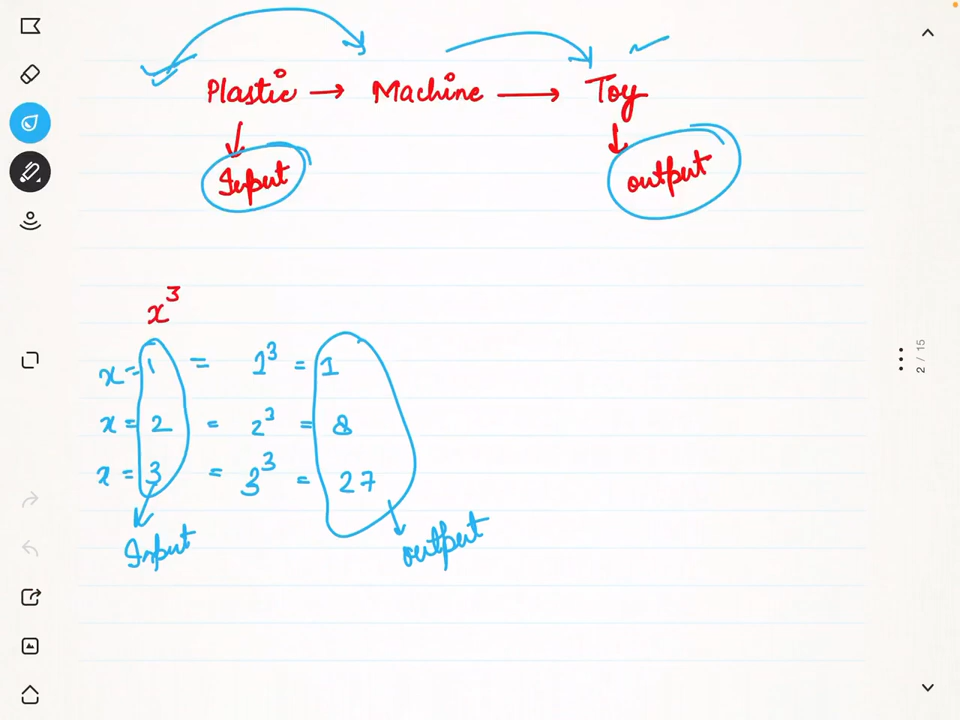 Plastic → Machine → Toy
Input output
x³
x = 1 = 1³ = 1
x = 2 = 2³ = 8
x = 3 = 3³ = 27
Input output
2 / 15